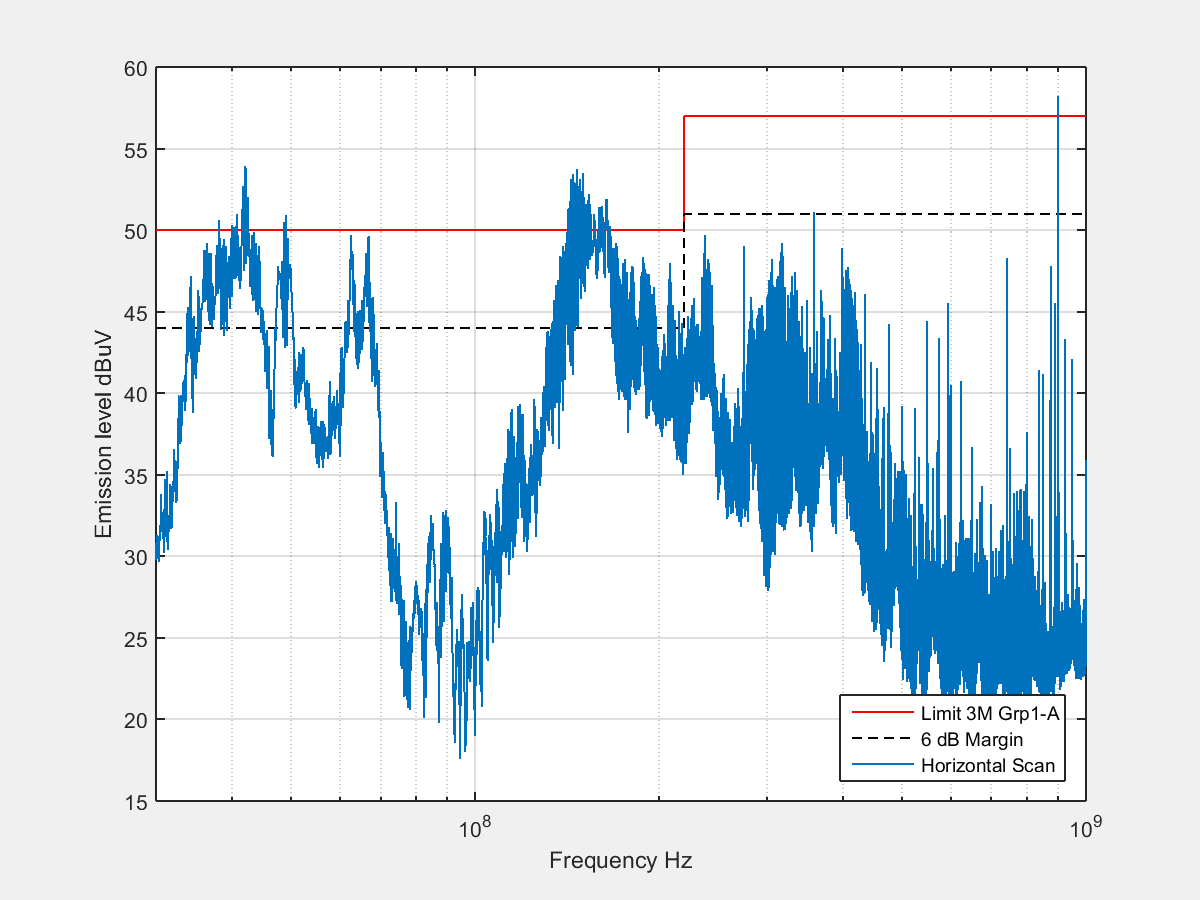 60
55
50
45
40
35
30
25
20
15
Emission level dBuV
10^8
10^9
Frequency Hz
Limit 3M Grp1-A
6 dB Margin
Horizontal Scan